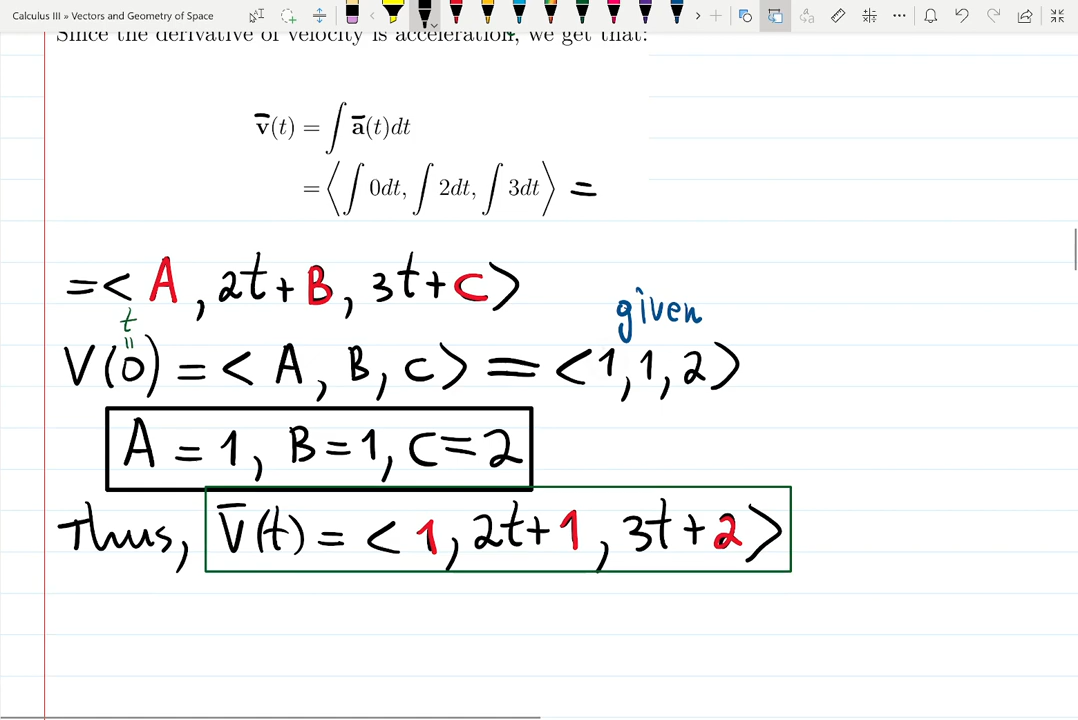 Calculus III » Vectors and Geometry of Space
Since the derivative of velocity is acceleration, we get that:
v̄(t) = ∫ ā(t)dt
= ⟨∫ 0dt, ∫ 2dt, ∫ 3dt⟩ =
= < A , 2t + B , 3t + C >
t
given
V(0) = < A , B , C > = < 1 , 1 , 2 >
A = 1 , B = 1 , C = 2
Thus, V̄(t) = < 1 , 2t + 1 , 3t + 2 >